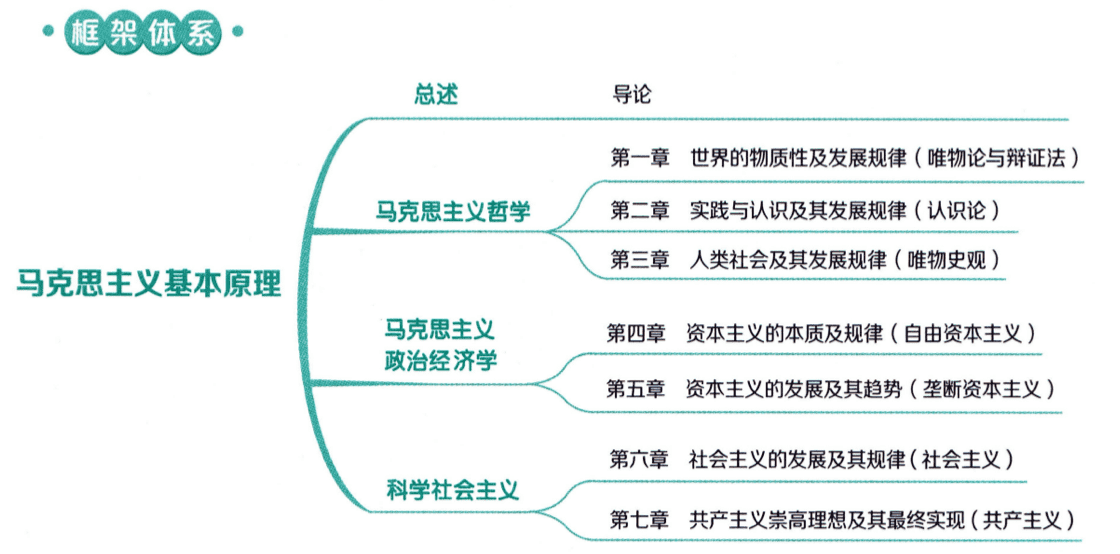 框架体系
总述 导论
第一章 世界的物质性及发展规律（唯物论与辩证法）
马克思主义哲学 第二章 实践与认识及其发展规律（认识论）
第三章 人类社会及其发展规律（唯物史观）
马克思主义基本原理
马克思主义
政治经济学
第四章 资本主义的本质及规律（自由资本主义）
第五章 资本主义的发展及其趋势（垄断资本主义）
科学社会主义
第六章 社会主义的发展及其规律（社会主义）
第七章 共产主义崇高理想及其最终实现（共产主义）